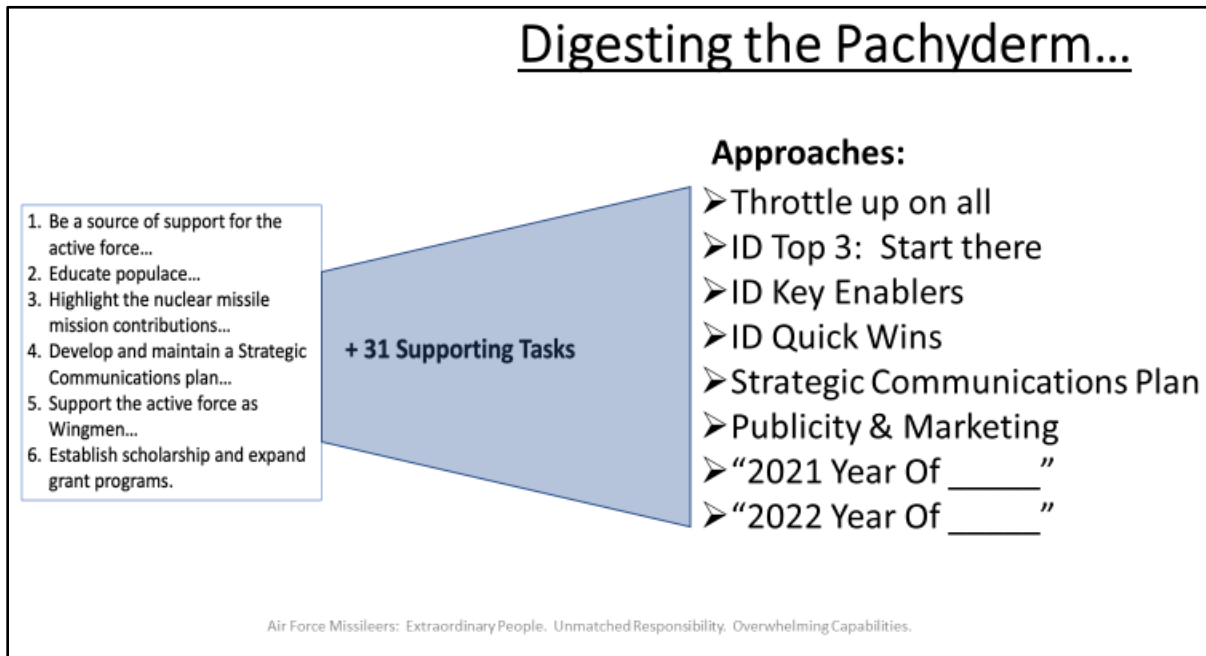 Digesting the Pachyderm…
1. Be a source of support for the
active force…
2. Educate populace…
3. Highlight the nuclear missile
mission contributions…
4. Develop and maintain a Strategic
Communications plan…
5. Support the active force as
Wingmen…
6. Establish scholarship and expand
grant programs.
+ 31 Supporting Tasks
Approaches:
➢Throttle up on all
➢ID Top 3:  Start there
➢ID Key Enablers
➢ID Quick Wins
➢Strategic Communications Plan
➢Publicity & Marketing
➢“2021 Year Of _____”
➢“2022 Year Of _____”
Air Force Missileers:  Extraordinary People.  Unmatched Responsibility.  Overwhelming Capabilities.